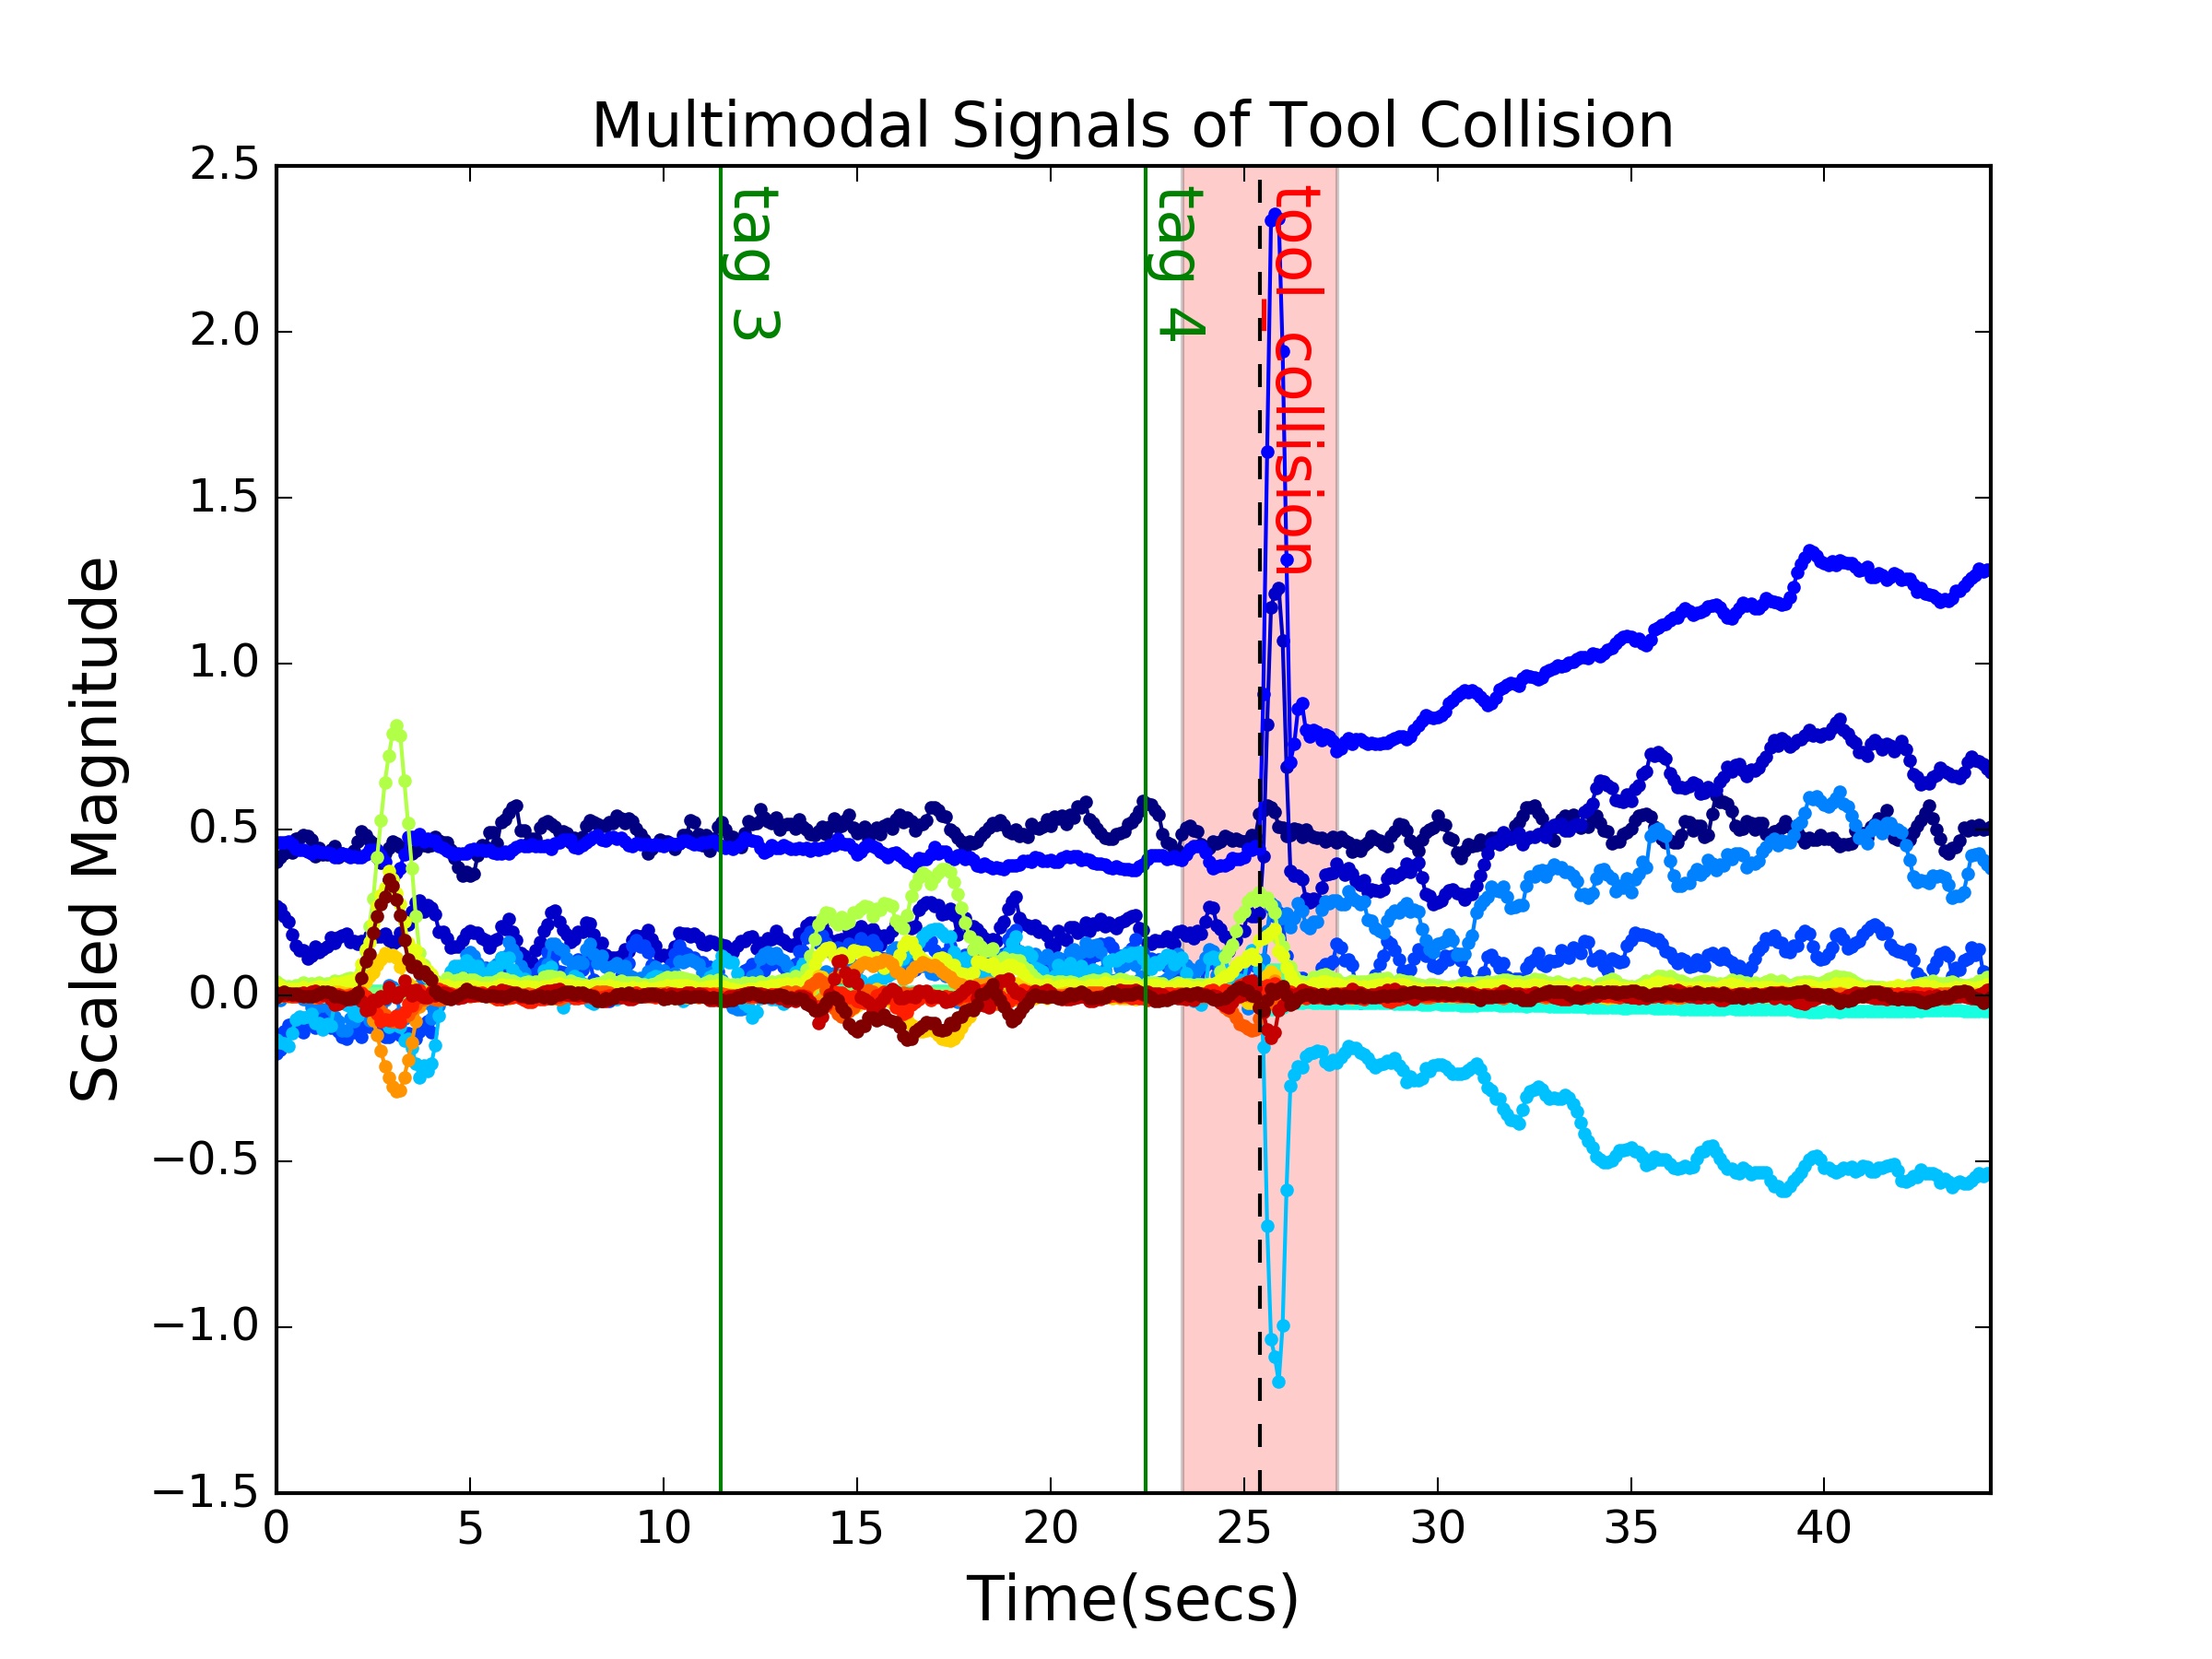 Multimodal Signals of Tool Collision
2.5
2.0
1.5
1.0
0.5
0.0
−0.5
−1.0
−1.5
Scaled Magnitude
tag 3
tag 4
tool_collision
0 5 10 15 20 25 30 35 40
Time(secs)